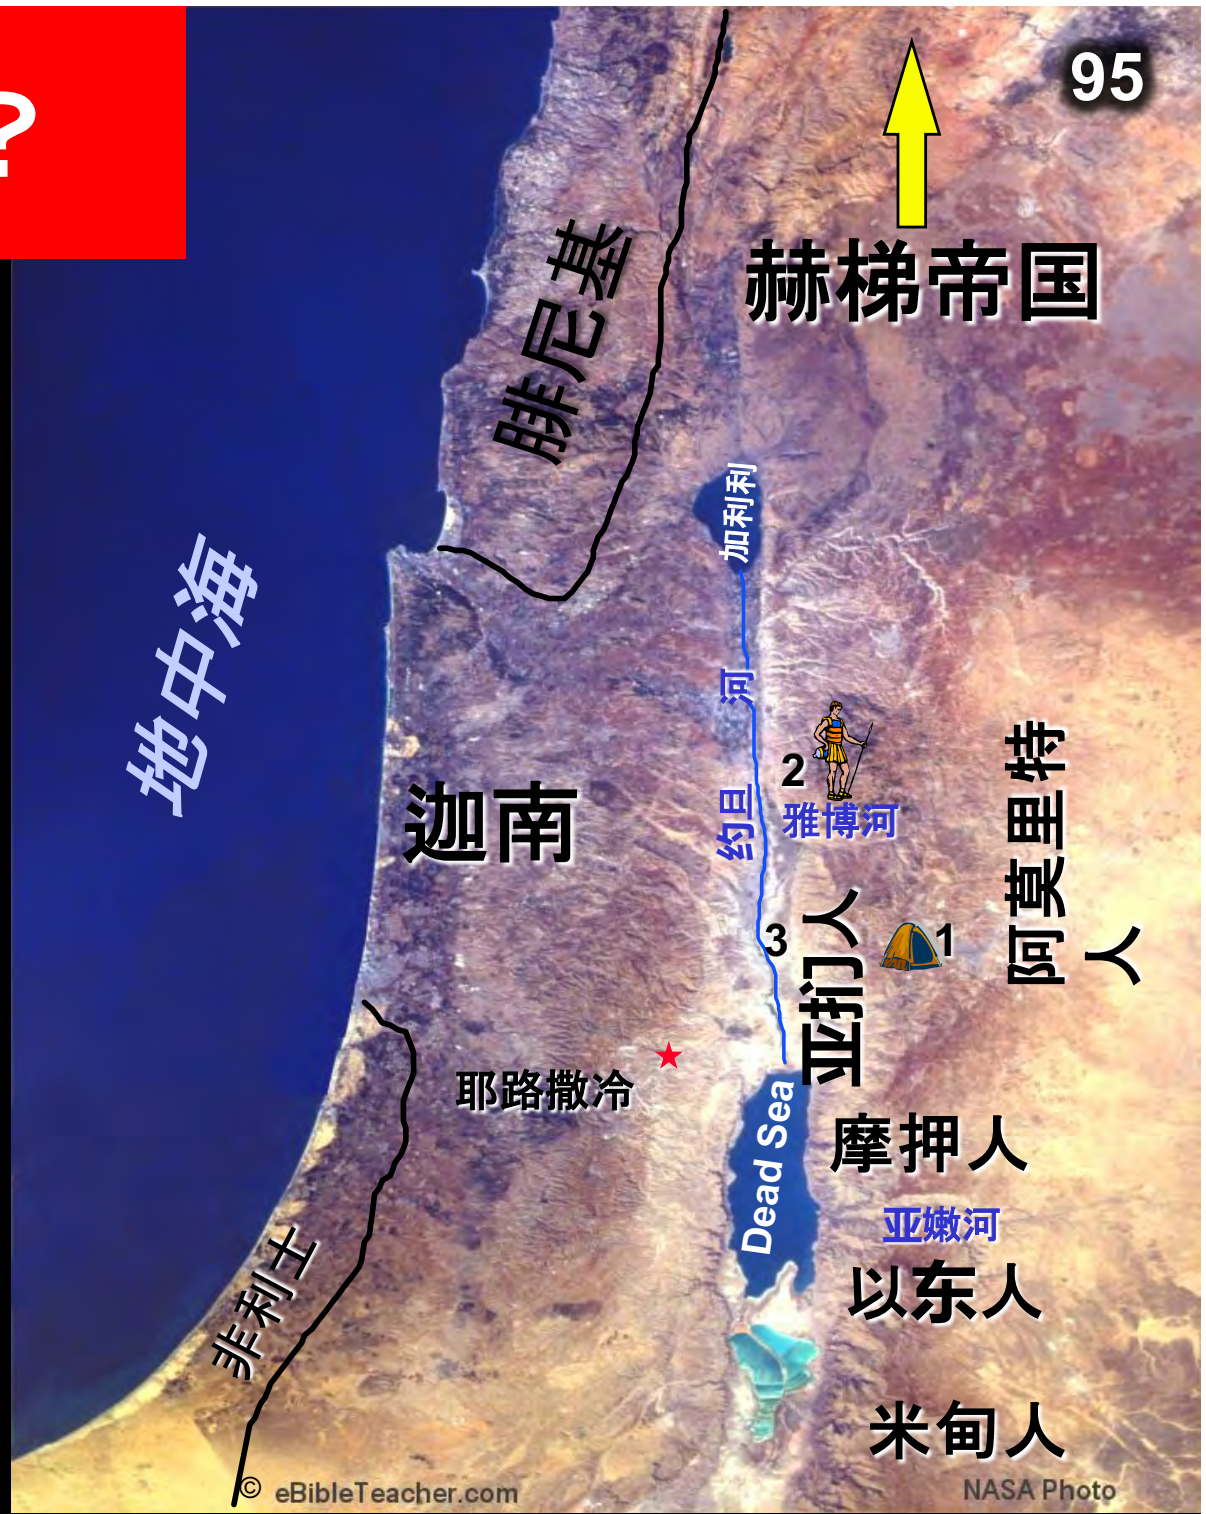 ?
95
赫梯帝国
腓尼基
加利利
地中海
约旦河
2
雅博河
迦南
阿莫里特人
亚扪人
1
3
耶路撒冷
Dead Sea
摩押人
亚嫩河
以东人
非利士
米甸人
© eBibleTeacher.com
NASA Photo